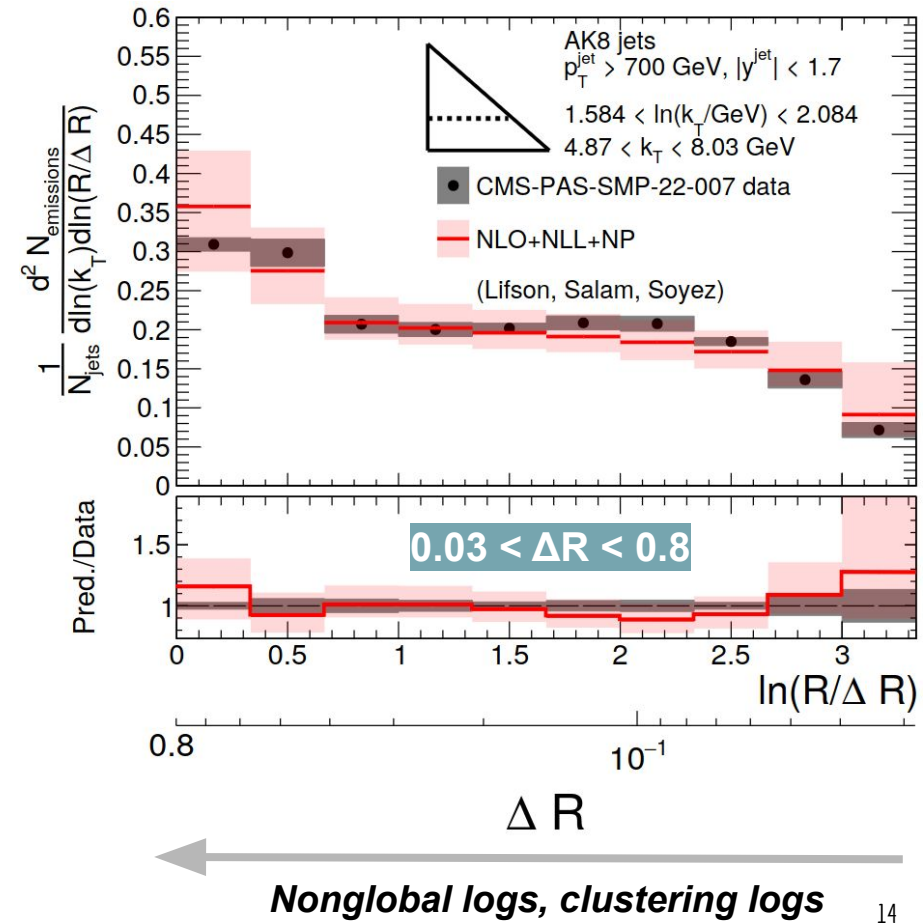 0.6
0.55
0.5
0.45
0.4
0.35
0.3
0.25
0.2
0.15
0.1
0.05
0
1/N_jets d² N_emissions/dln(k_T)dln(R/Δ R)
AK8 jets
p_T^jet > 700 GeV, |y^jet| < 1.7
1.584 < ln(k_T/GeV) < 2.084
4.87 < k_T < 8.03 GeV
CMS-PAS-SMP-22-007 data
NLO+NLL+NP
(Lifson, Salam, Soyez)
Pred./Data
1.5
1
0.03 < ΔR < 0.8
0 0.5 1 1.5 2 2.5 3
ln(R/Δ R)
0.8 10⁻¹
Δ R
Nonglobal logs, clustering logs
14